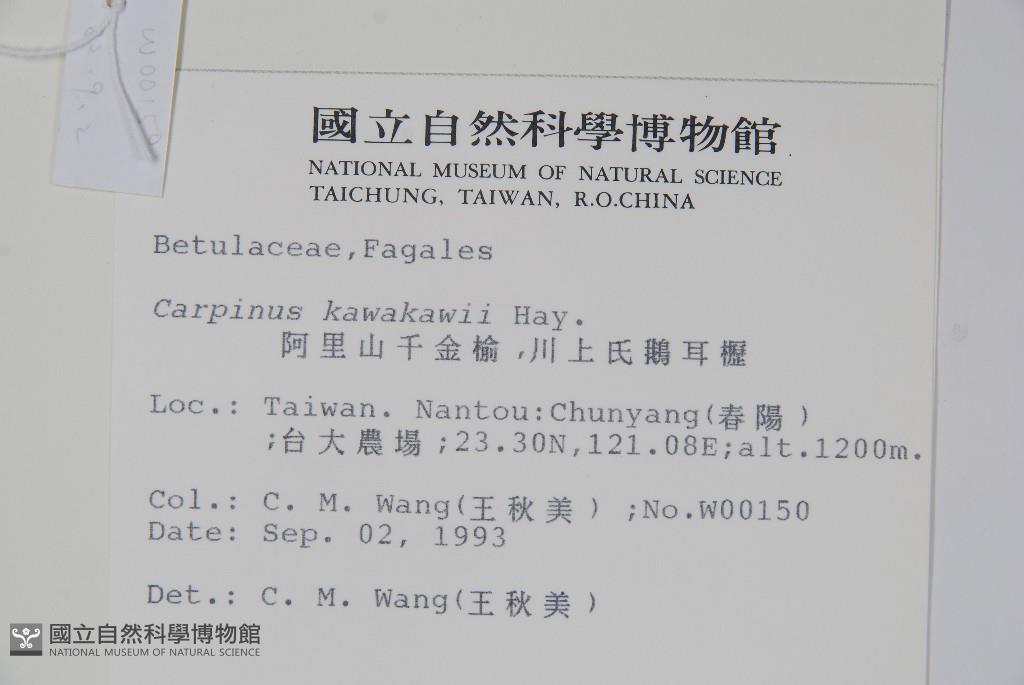 W00150
82.9.2
國立自然科學博物館
NATIONAL MUSEUM OF NATURAL SCIENCE
TAICHUNG, TAIWAN, R.O.CHINA
Betulaceae,Fagales
Carpinus kawakawii Hay.
阿里山千金榆,川上氏鵝耳櫪
Loc.: Taiwan. Nantou:Chunyang(春陽)
;台大農場;23.30N,121.08E;alt.1200m.
Col.: C. M. Wang(王秋美) ;No.W00150
Date: Sep. 02, 1993
Det.: C. M. Wang(王秋美)
國立自然科學博物館
NATIONAL MUSEUM OF NATURAL SCIENCE